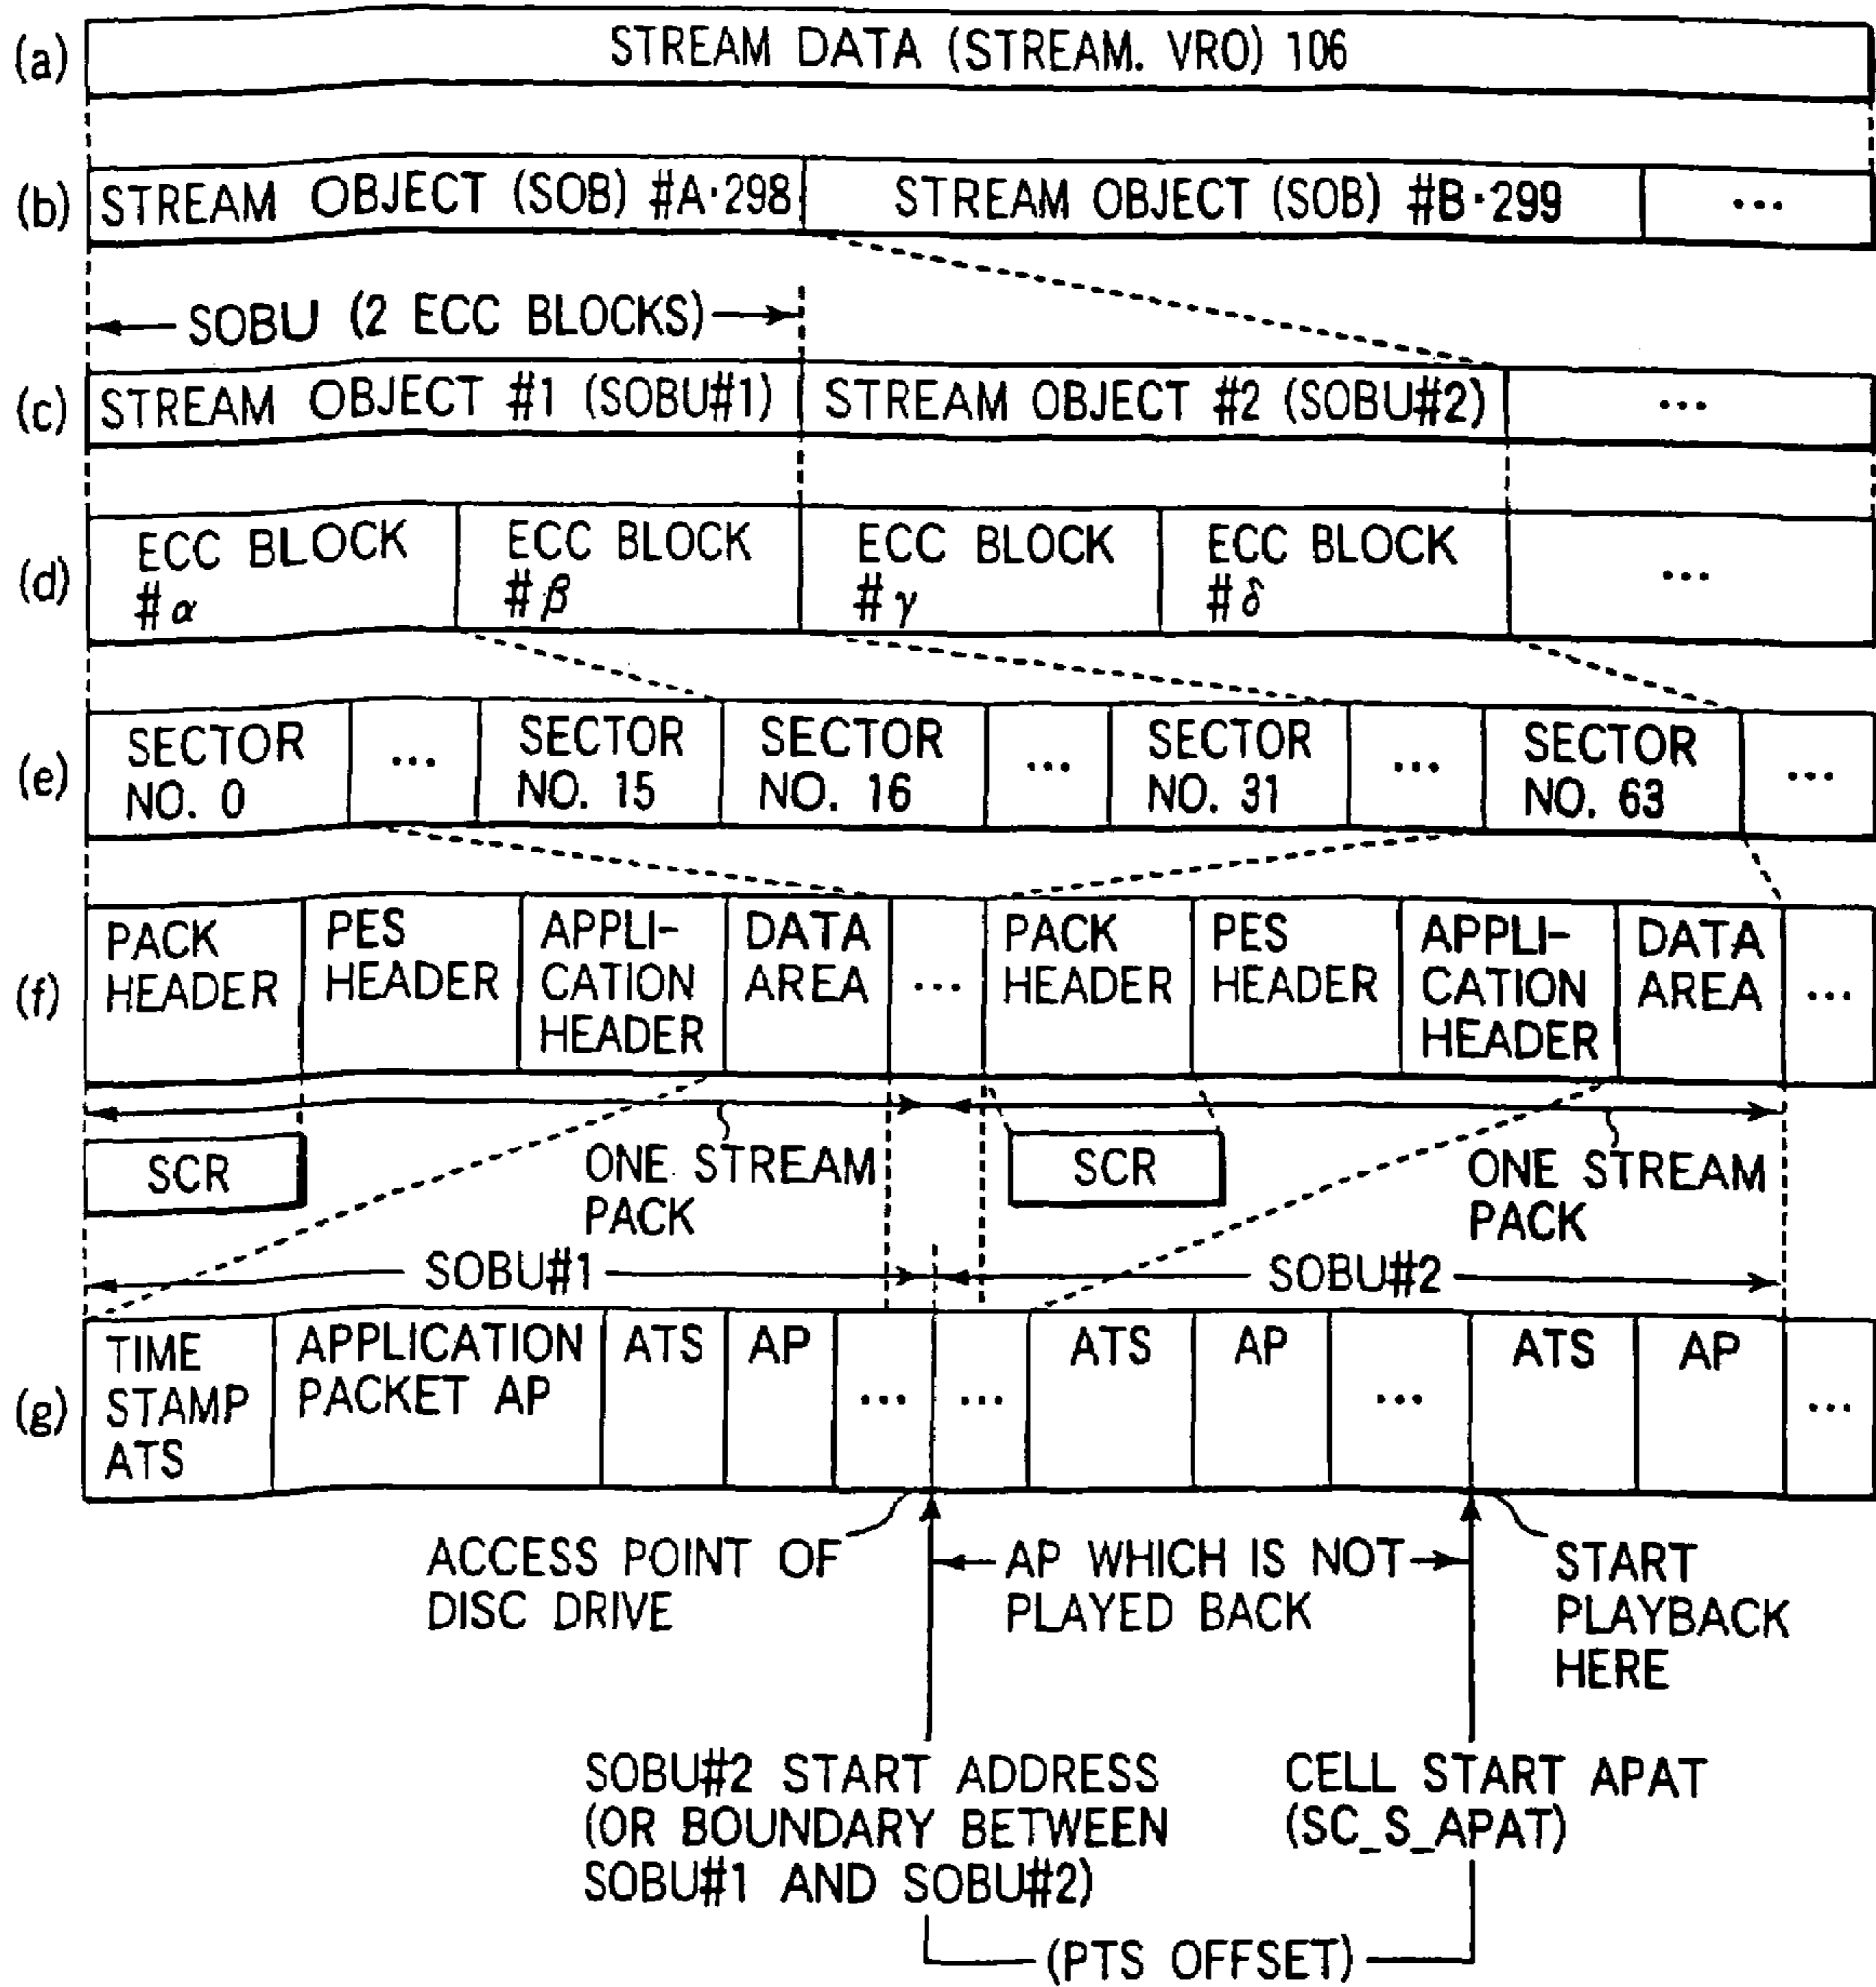 (a) STREAM DATA (STREAM. VRO) 106
(b) STREAM OBJECT (SOB) #A·298 STREAM OBJECT (SOB) #B·299 ...
SOBU (2 ECC BLOCKS)
(c) STREAM OBJECT #1 (SOBU#1) STREAM OBJECT #2 (SOBU#2) ...
(d) ECC BLOCK #α ECC BLOCK #β ECC BLOCK #γ ECC BLOCK #δ ...
(e) SECTOR NO. 0 ... SECTOR NO. 15 SECTOR NO. 16 ... SECTOR NO. 31 ... SECTOR NO. 63 ...
(f) PACK HEADER PES HEADER APPLI-CATION HEADER DATA AREA ... PACK HEADER PES HEADER APPLI-CATION HEADER DATA AREA ...
SCR
ONE STREAM
PACK
SCR
ONE STREAM
PACK
SOBU#1 SOBU#2
(g) TIME STAMP ATS APPLICATION PACKET AP ATS AP ... ... ATS AP ... ATS AP ...
ACCESS POINT OF
DISC DRIVE
AP WHICH IS NOT
PLAYED BACK
START
PLAYBACK
HERE
SOBU#2 START ADDRESS
(OR BOUNDARY BETWEEN
SOBU#1 AND SOBU#2)
CELL START APAT
(SC_S_APAT)
(PTS OFFSET)